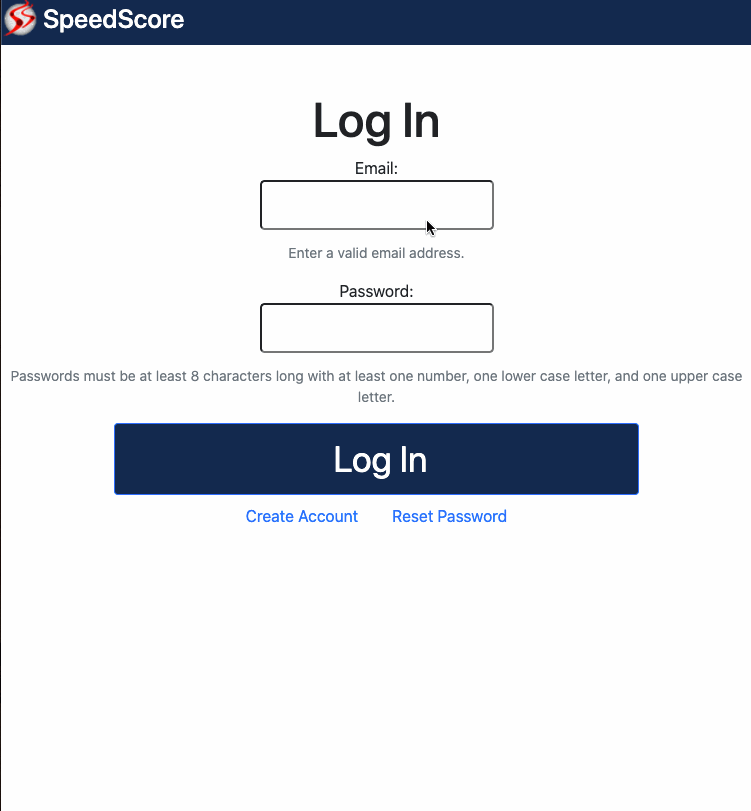 SpeedScore
Log In
Email:
Enter a valid email address.
Password:
Passwords must be at least 8 characters long with at least one number, one lower case letter, and one upper case
letter.
Log In
Create Account Reset Password